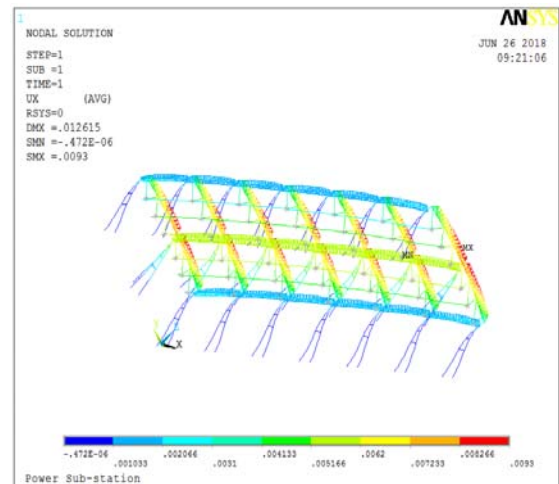 1
ANSYS
NODAL SOLUTION
JUN 26 2018
09:21:06
STEP=1
SUB =1
TIME=1
UX (AVG)
RSYS=0
DMX =.012615
SMN =-.472E-06
SMX =.0093
MX
MN
X
-.472E-06 .002066 .004133 .0062 .008266
.001033 .0031 .005166 .007233 .0093
Power Sub-station